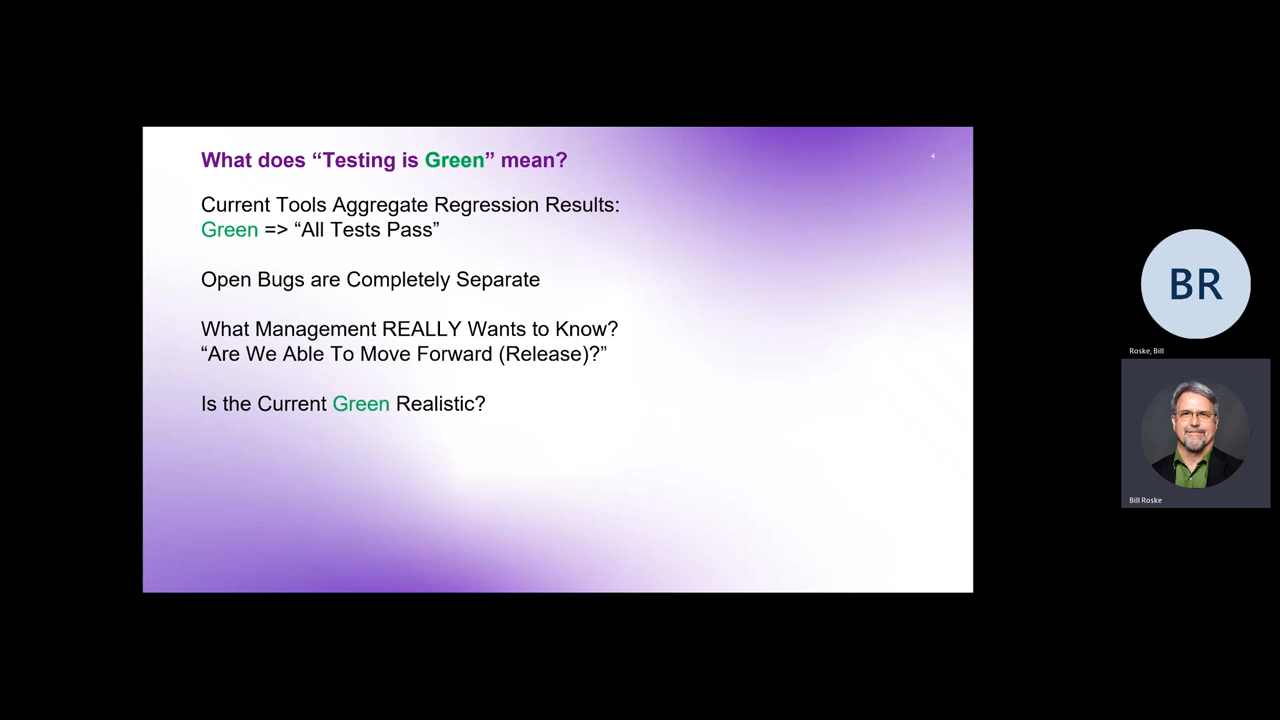 What does “Testing is Green” mean?
4
Current Tools Aggregate Regression Results:
Green => “All Tests Pass”
Open Bugs are Completely Separate
What Management REALLY Wants to Know?
“Are We Able To Move Forward (Release)?”
Is the Current Green Realistic?
BR
Roske, Bill
Bill Roske